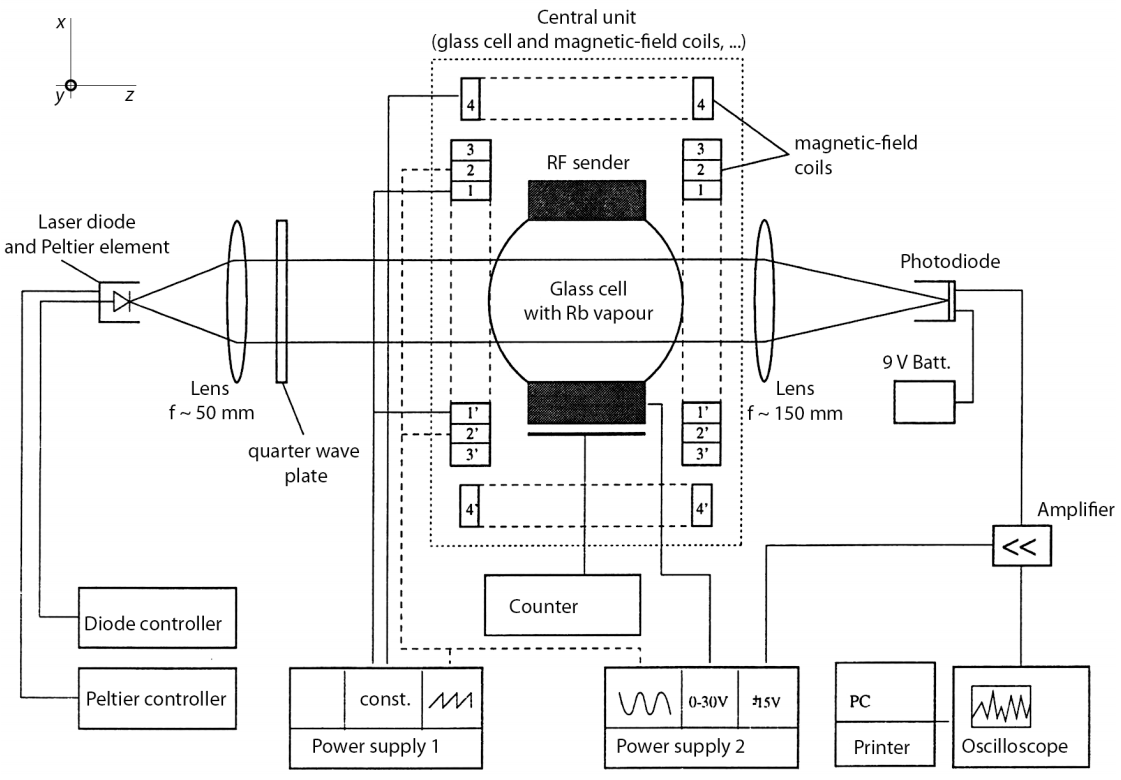 x
y
z
Central unit
(glass cell and magnetic-field coils, ...)
4
4
3
2
1
RF sender
3
2
1
magnetic-field
coils
Laser diode
and Peltier element
Photodiode
Glass cell
with Rb vapour
9 V Batt.
Lens
f ~ 50 mm
Lens
f ~ 150 mm
quarter wave
plate
1'
2'
3'
1'
2'
3'
4'
4'
Amplifier
<<
Counter
Diode controller
Peltier controller
const.
Power supply 1
0-30V
±15V
Power supply 2
PC
Printer
Oscilloscope